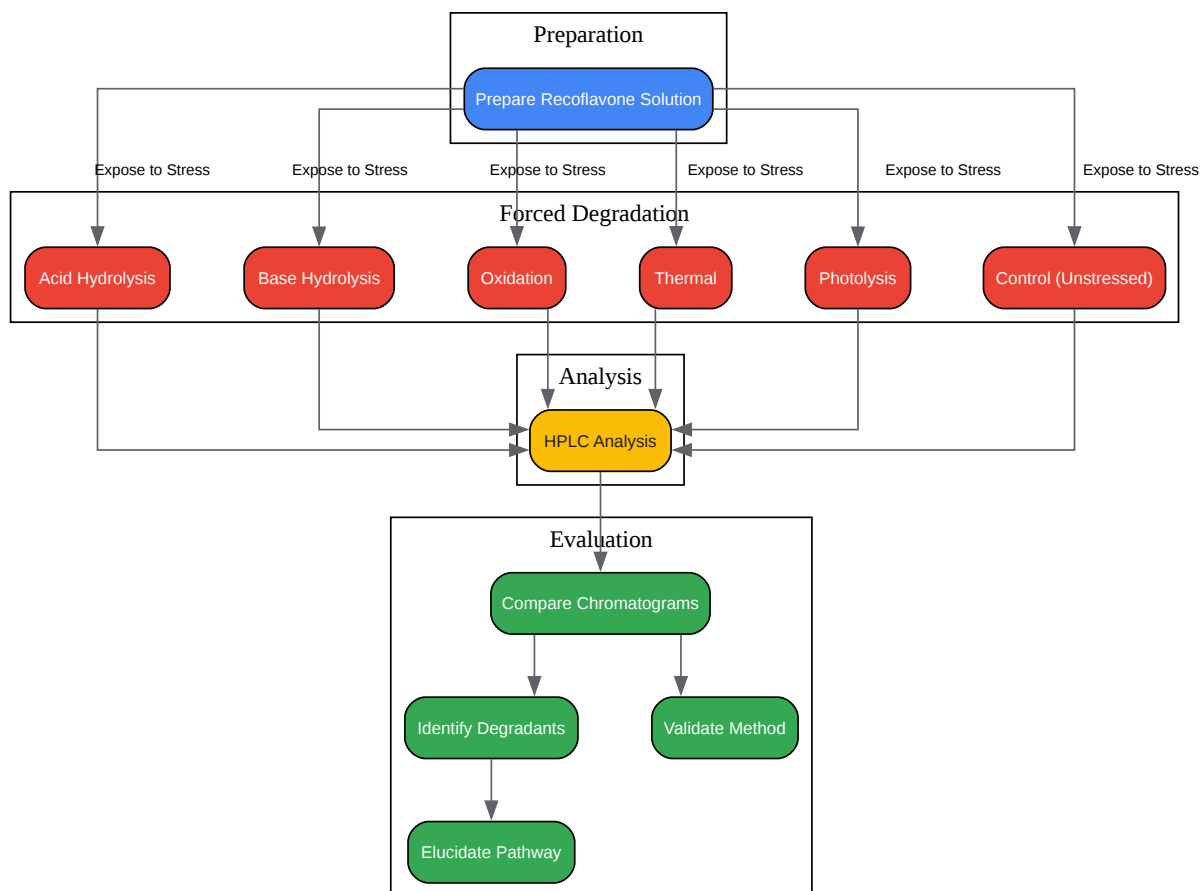 Preparation
Prepare Recoflavone Solution
Expose to Stress
Expose to Stress
Expose to Stress
Expose to Stress
Expose to Stress
Expose to Stress
Forced Degradation
Acid Hydrolysis
Base Hydrolysis
Oxidation
Thermal
Photolysis
Control (Unstressed)
Analysis
HPLC Analysis
Evaluation
Compare Chromatograms
Identify Degradants
Validate Method
Elucidate Pathway